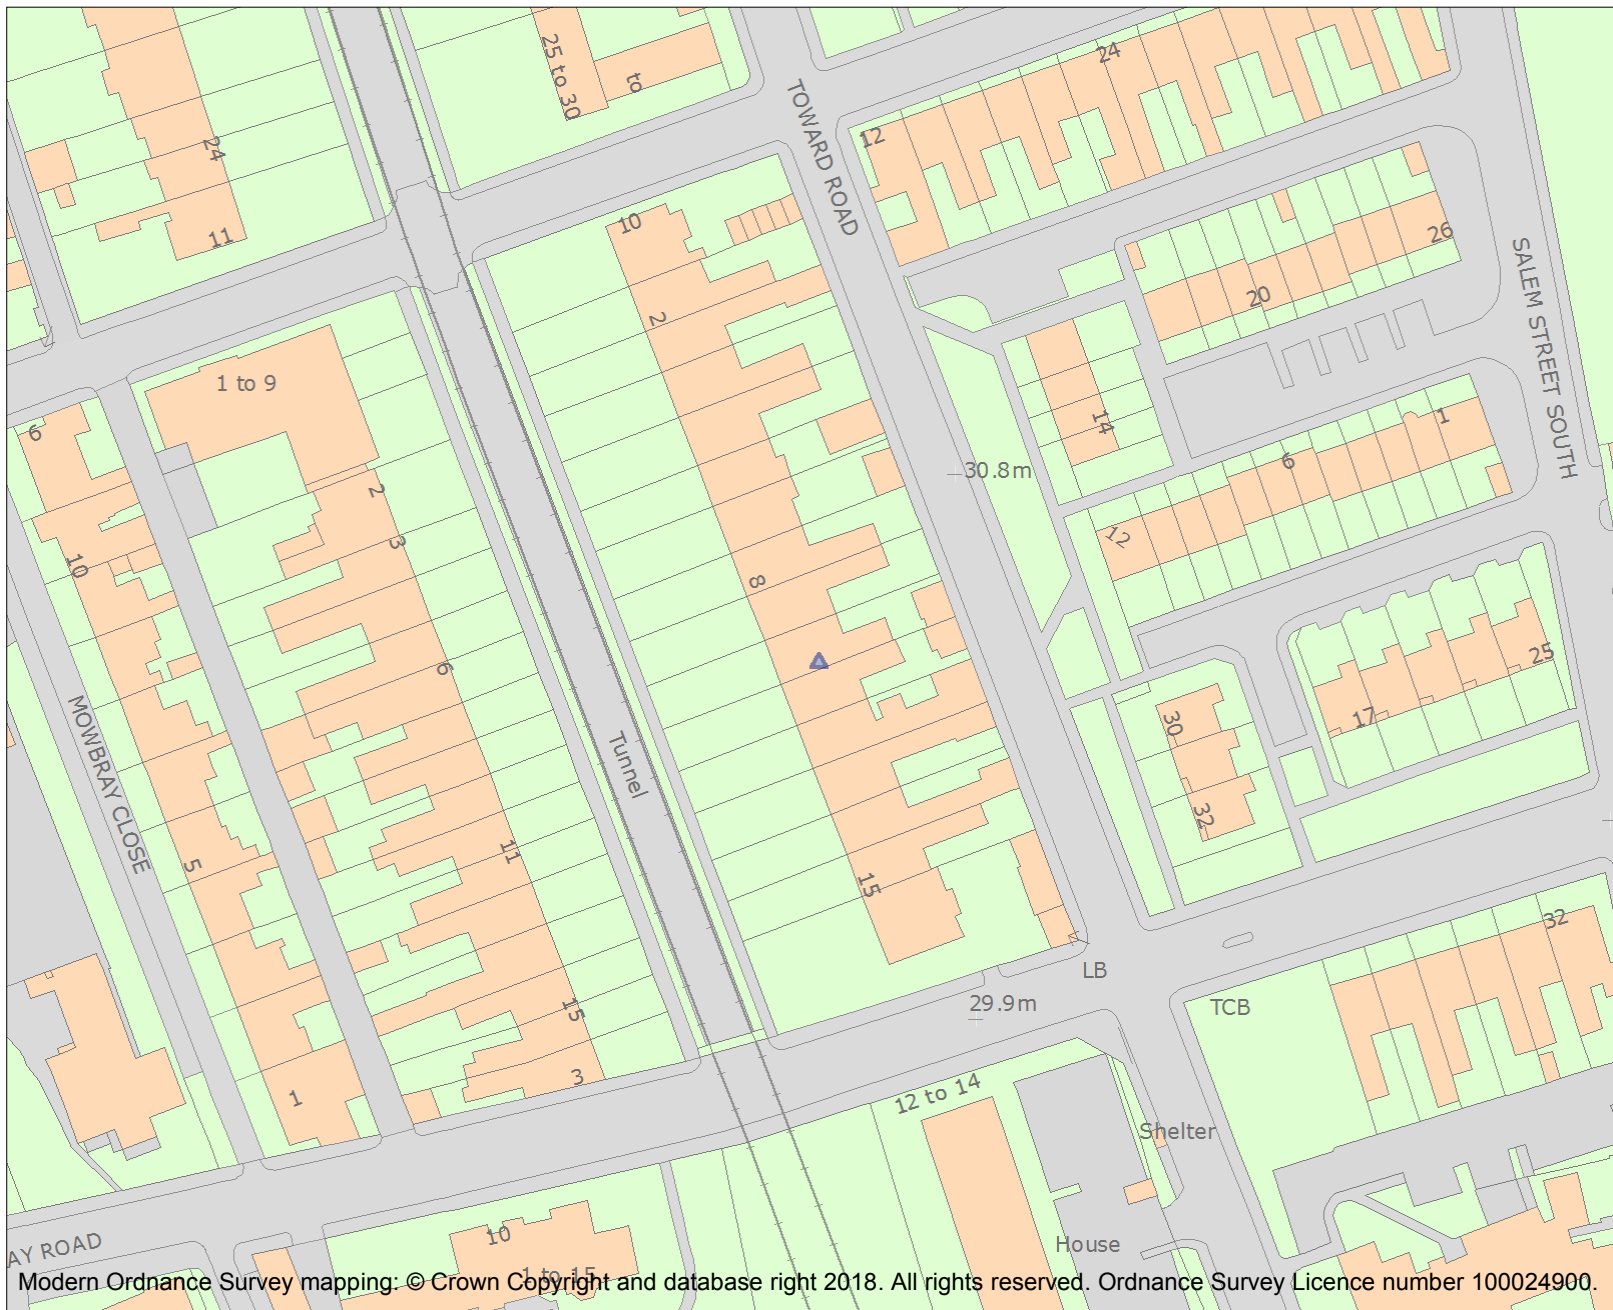 25 to 30
to
24
12
TOWARD ROAD
24
11
10
26
20
SALEM STREET SOUTH
2
1 to 9
6
14
1
6
30.8m
2
3
12
10
8
6
25
17
30
32
MOWBRAY CLOSE
Tunnel
5
11
15
32
LB
29.9m
TCB
15
3
1
12 to 14
Shelter
10
House
AY ROAD
1 to 15
Modern Ordnance Survey mapping: © Crown Copyright and database right 2018. All rights reserved. Ordnance Survey Licence number 100024900.